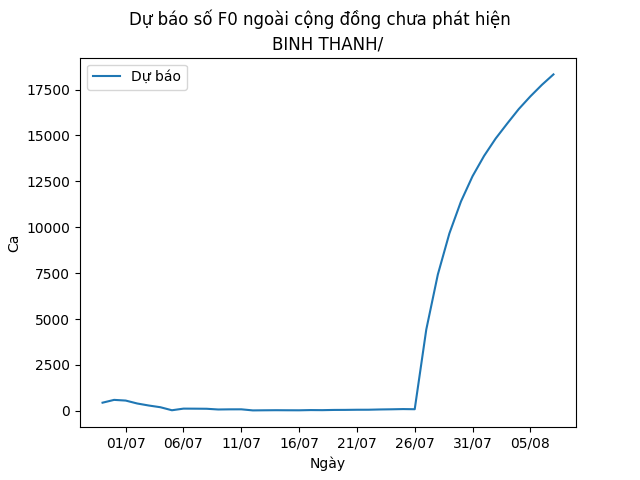 Dự báo số F0 ngoài cộng đồng chưa phát hiện
BINH THANH/
Dự báo
17500
15000
12500
10000
7500
5000
2500
0
Ca
01/07 06/07 11/07 16/07 21/07 26/07 31/07 05/08
Ngày